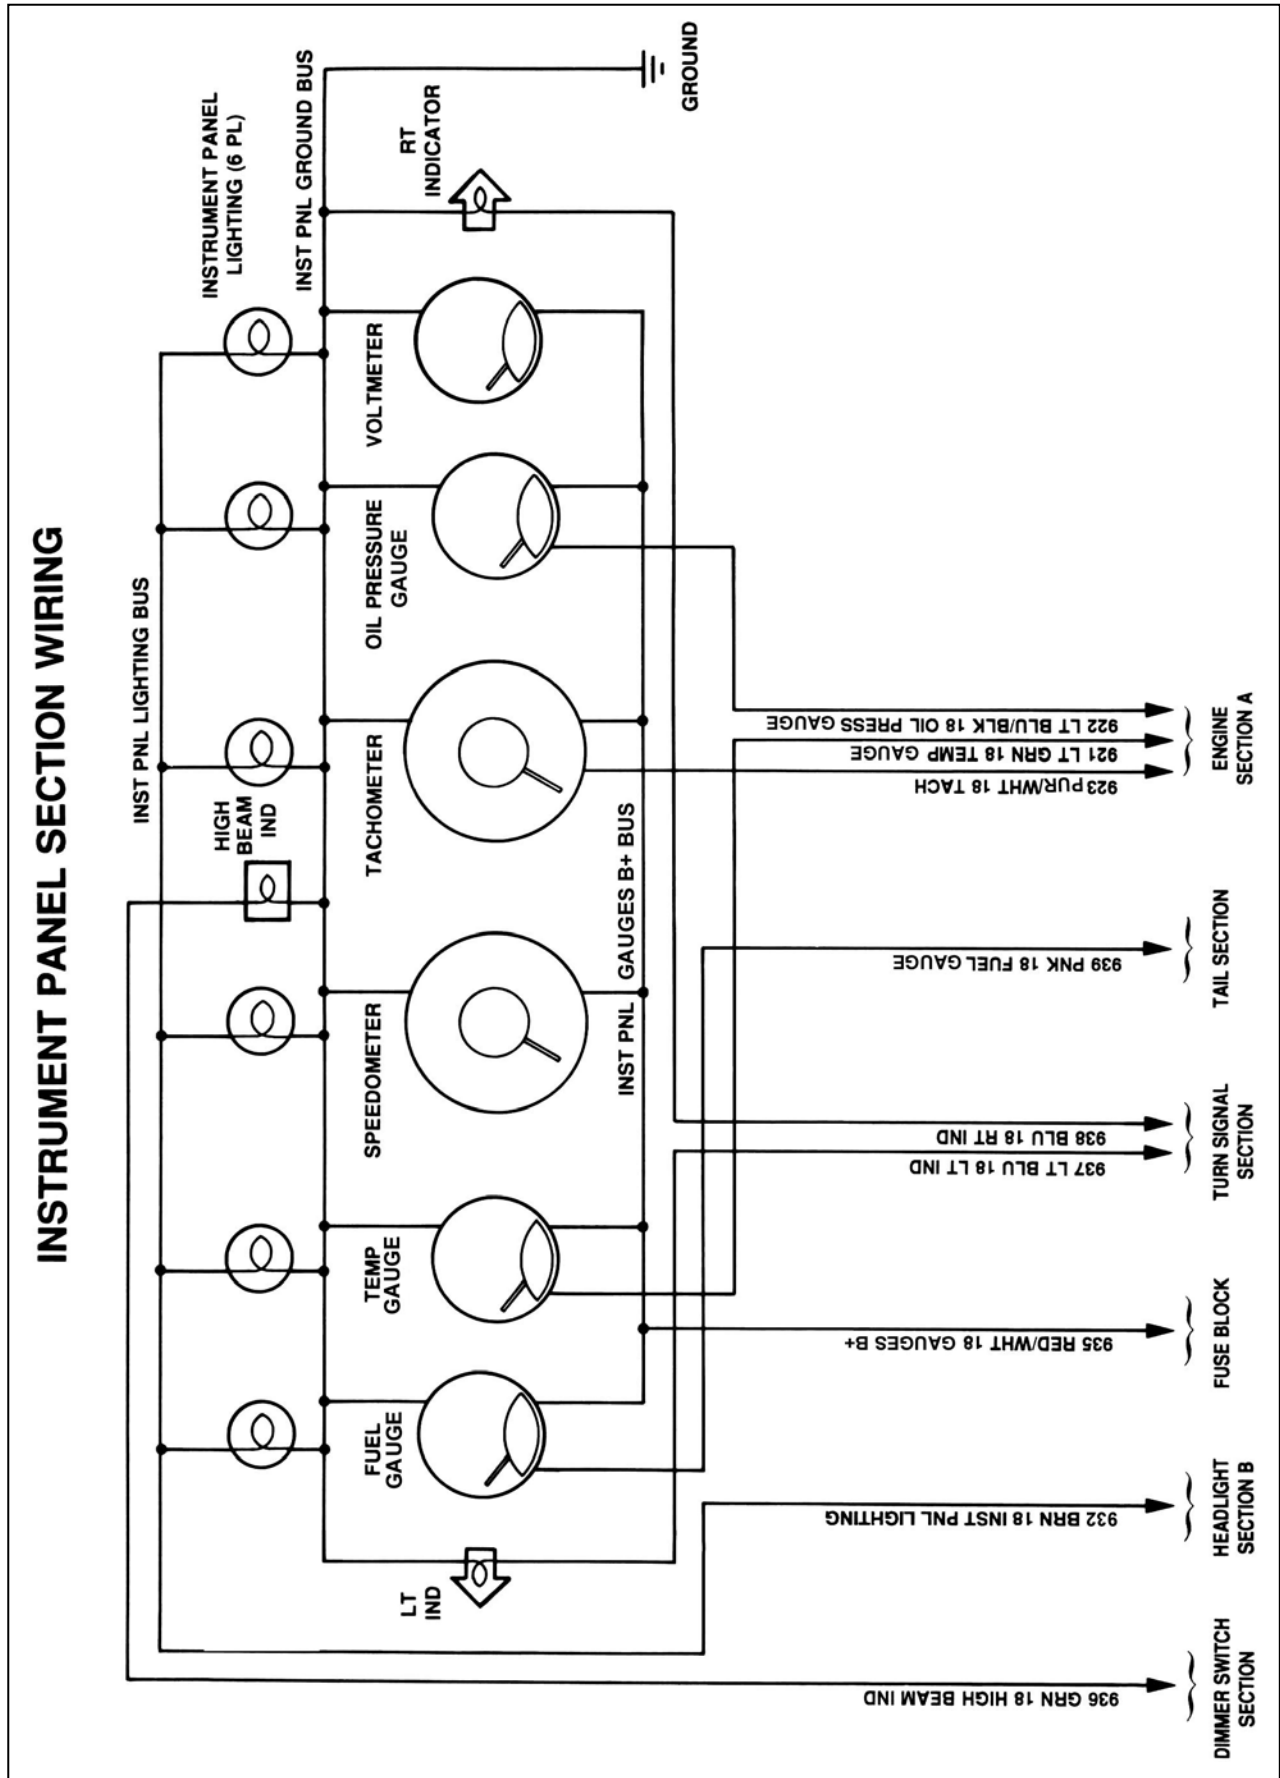 INSTRUMENT PANEL SECTION WIRING
INST PNL LIGHTING BUS
INSTRUMENT PANEL
LIGHTING (6 PL)
HIGH
BEAM
IND
INST PNL GROUND BUS
LT
IND
FUEL
GAUGE
TEMP
GAUGE
SPEEDOMETER
TACHOMETER
OIL PRESSURE
GAUGE
VOLTMETER
RT
INDICATOR
INST PNL GAUGES B+ BUS
GROUND
936 GRN 18 HIGH BEAM IND
932 BRN 18 INST PNL LIGHTING
935 RED/WHT 18 GAUGES B+
937 LT BLU 18 LT IND
938 BLU 18 RT IND
939 PNK 18 FUEL GAUGE
923 PUR/WHT 18 TACH
921 LT GRN 18 TEMP GAUGE
922 LT BLU/BLK 18 OIL PRESS GAUGE
DIMMER SWITCH
SECTION
HEADLIGHT
SECTION B
FUSE BLOCK
TURN SIGNAL
SECTION
TAIL SECTION
ENGINE
SECTION A